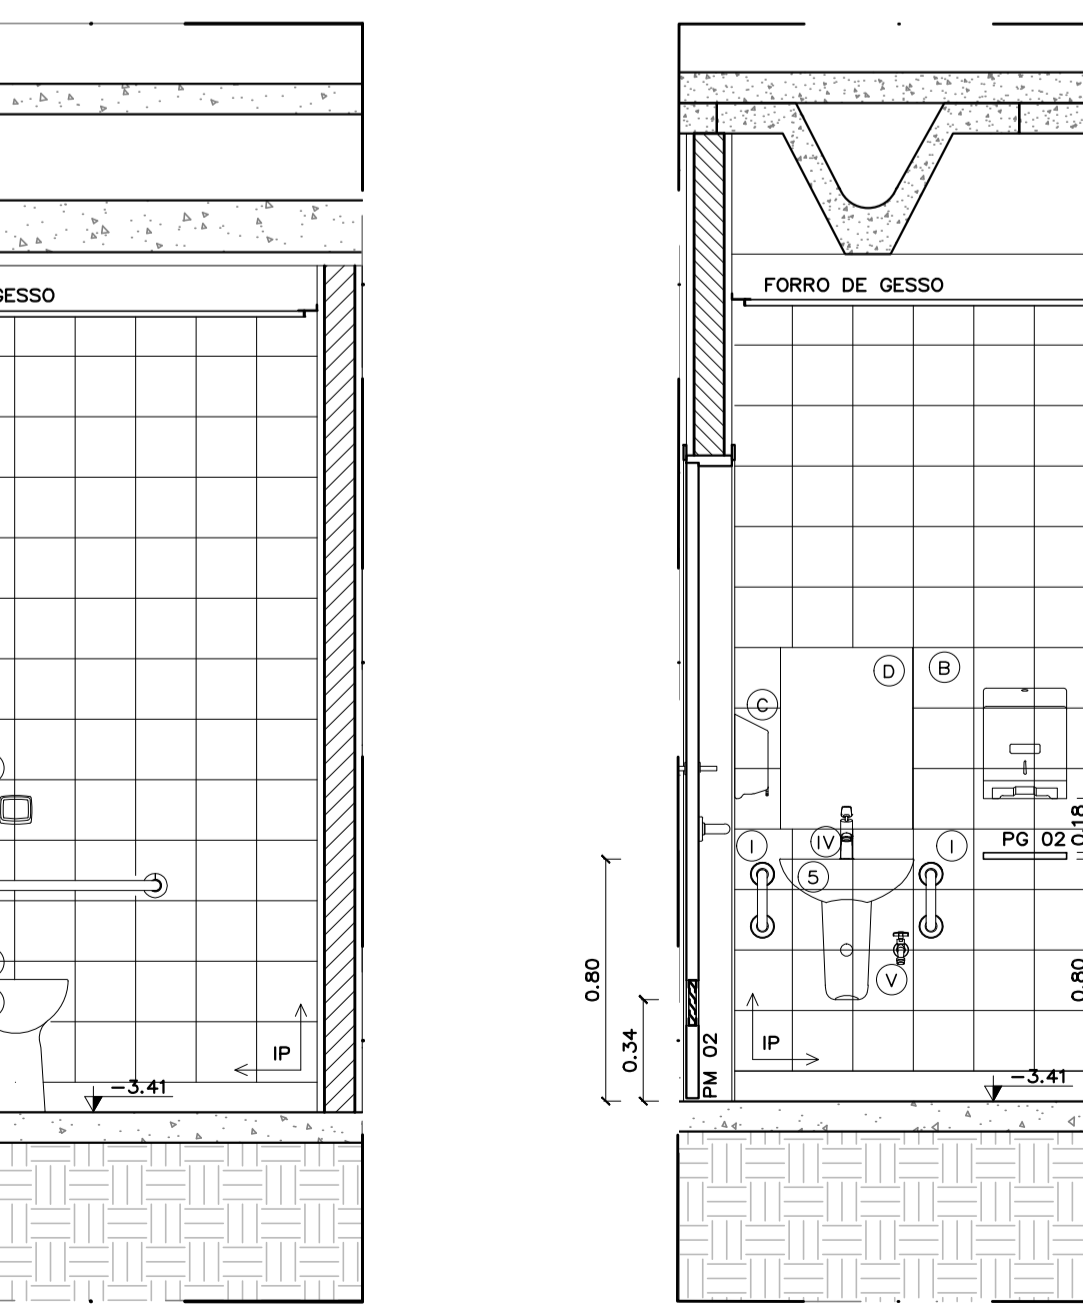 GESSO
IP
-3.41
FORRO DE GESSO
D
B
C
0.18
I
IV
I
PG 02
5
0.80
0.80
V
0.34
PM 02
IP
-3.41